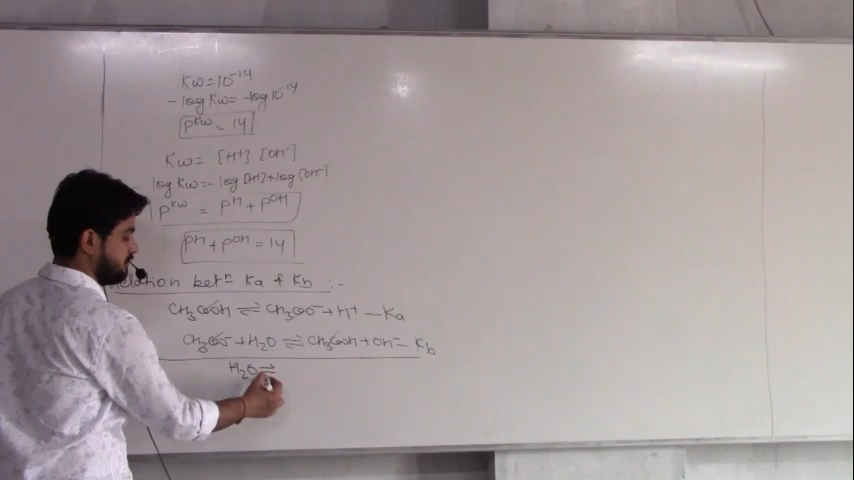 Kw = 10⁻¹⁴
- log Kw = - log 10⁻¹⁴
pᴷʷ = 14
Kw = [H⁺] [OH⁻]
log Kw = - log [H⁺] + log [OH⁻]
pᴷʷ = pᴴ + pᴼᴴ
pᴴ + pᴼᴴ = 14
Relation betⁿ Ka & Kb :-
CH₃COOH ⇌ CH₃COO⁻ + H⁺ — Ka
CH₃COO⁻ + H₂O ⇌ CH₃COOH + OH⁻ — Kb
H₂O ⇌